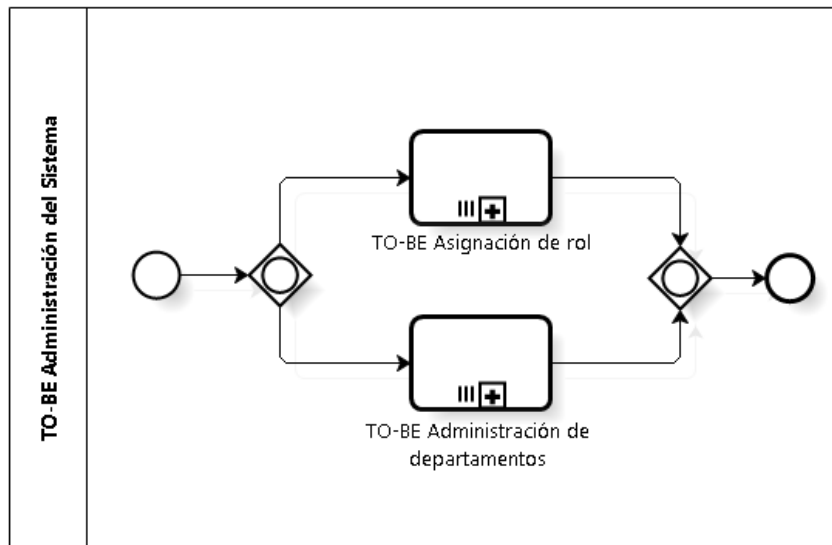 TO-BE Administración del Sistema
TO-BE Asignación de rol
TO-BE Administración de
departamentos